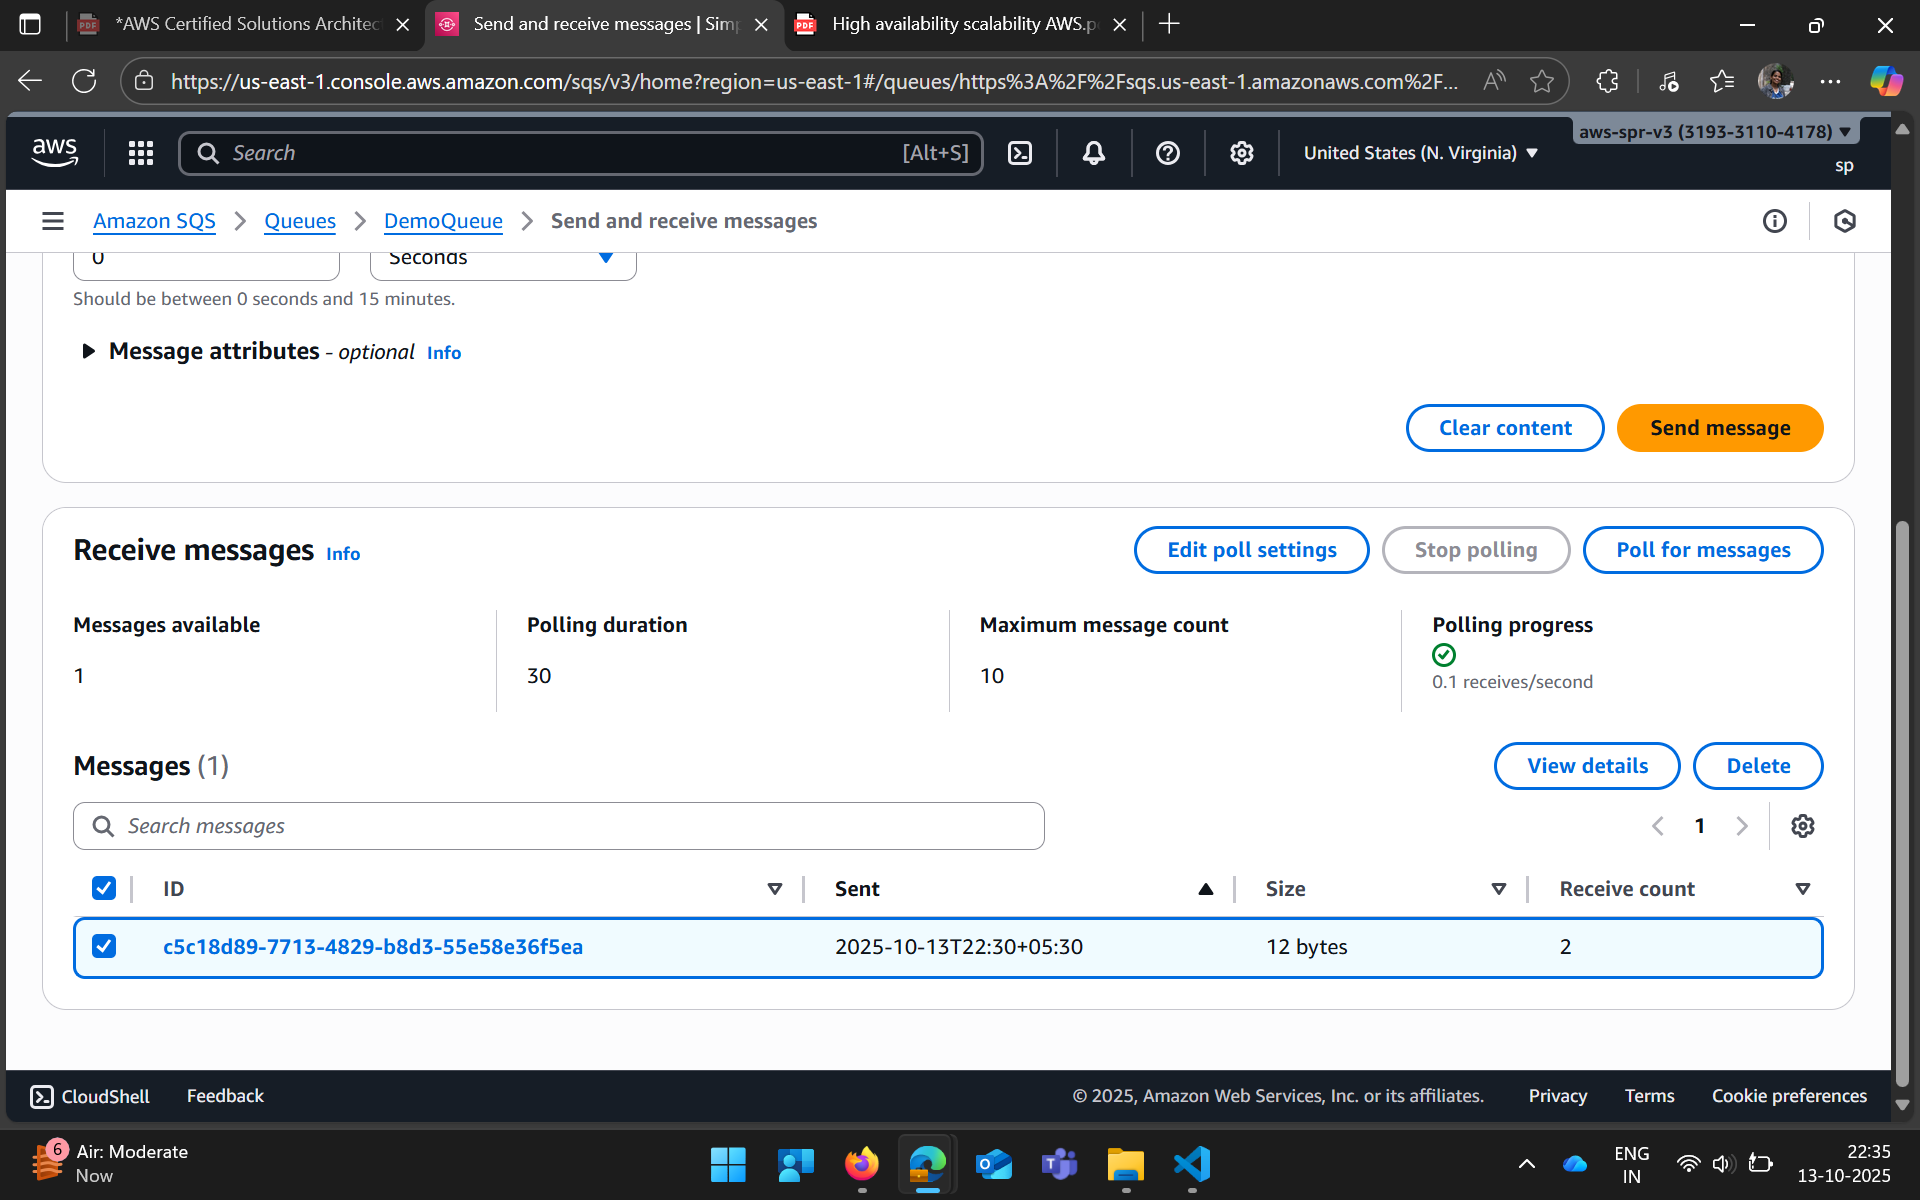 *AWS Certified Solutions Architec
Send and receive messages | Simp
High availability scalability AWS.p
https://us-east-1.console.aws.amazon.com/sqs/v3/home?region=us-east-1#/queues/https%3A%2F%2Fsqs.us-east-1.amazonaws.com%2F...
aws
Search
[Alt+S]
United States (N. Virginia)
aws-spr-v3 (3193-3110-4178)
sp
Amazon SQS
Queues
DemoQueue
Send and receive messages
0
Seconds
Should be between 0 seconds and 15 minutes.
Message attributes - optional Info
Clear content
Send message
Receive messages Info
Edit poll settings
Stop polling
Poll for messages
Messages available
1
Polling duration
30
Maximum message count
10
Polling progress
0.1 receives/second
Messages (1)
View details
Delete
Search messages
1
ID
Sent
Size
Receive count
c5c18d89-7713-4829-b8d3-55e58e36f5ea
2025-10-13T22:30+05:30
12 bytes
2
CloudShell
Feedback
© 2025, Amazon Web Services, Inc. or its affiliates.
Privacy
Terms
Cookie preferences
6
Air: Moderate
Now
ENG
IN
22:35
13-10-2025